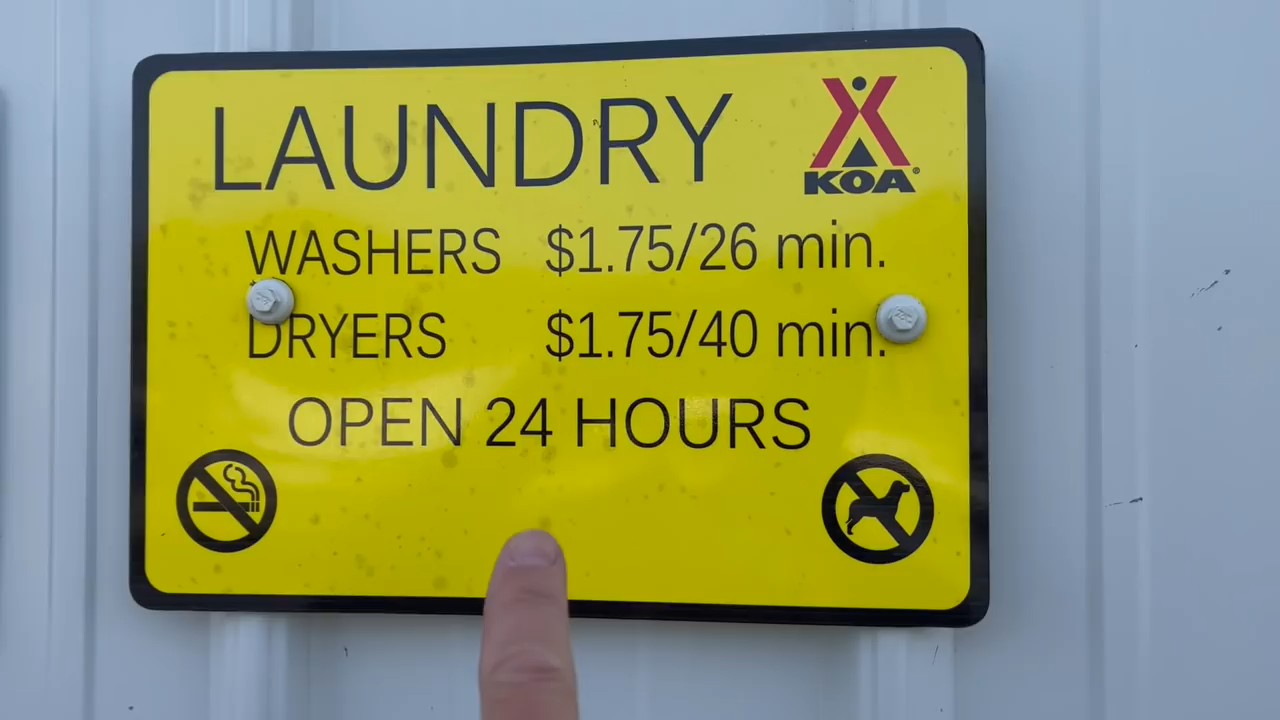 LAUNDRY
KOA®
WASHERS $1.75/26 min.
DRYERS $1.75/40 min.
OPEN 24 HOURS